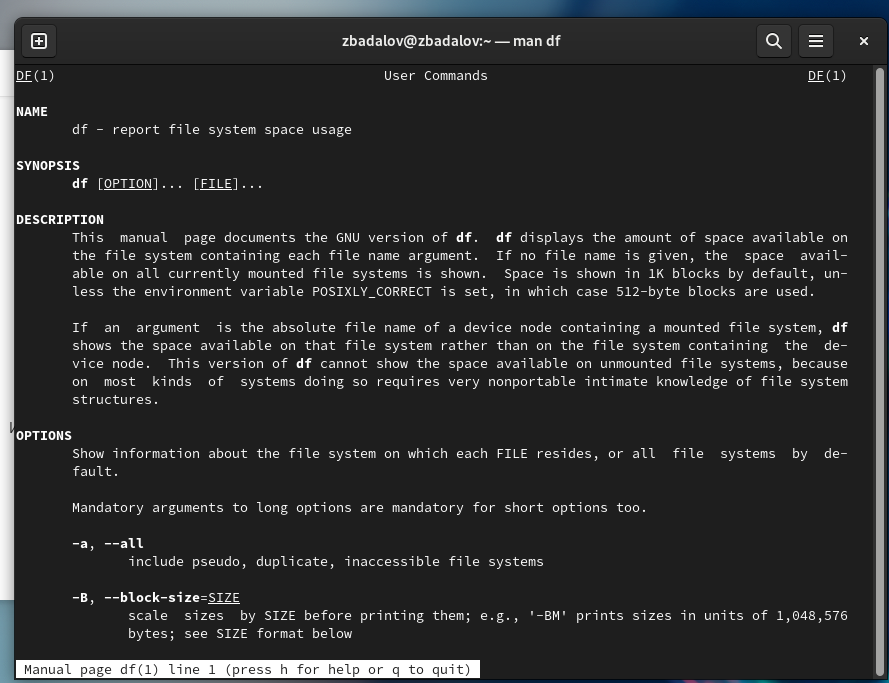 zbadalov@zbadalov:~ — man df
DF(1) User Commands DF(1)
NAME
df - report file system space usage
SYNOPSIS
df [OPTION]... [FILE]...
DESCRIPTION
This manual page documents the GNU version of df. df displays the amount of space available on
the file system containing each file name argument. If no file name is given, the space avail-
able on all currently mounted file systems is shown. Space is shown in 1K blocks by default, un-
less the environment variable POSIXLY_CORRECT is set, in which case 512-byte blocks are used.
If an argument is the absolute file name of a device node containing a mounted file system, df
shows the space available on that file system rather than on the file system containing the de-
vice node. This version of df cannot show the space available on unmounted file systems, because
on most kinds of systems doing so requires very nonportable intimate knowledge of file system
structures.
OPTIONS
Show information about the file system on which each FILE resides, or all file systems by de-
fault.
Mandatory arguments to long options are mandatory for short options too.
-a, --all
include pseudo, duplicate, inaccessible file systems
-B, --block-size=SIZE
scale sizes by SIZE before printing them; e.g., '-BM' prints sizes in units of 1,048,576
bytes; see SIZE format below
Manual page df(1) line 1 (press h for help or q to quit)